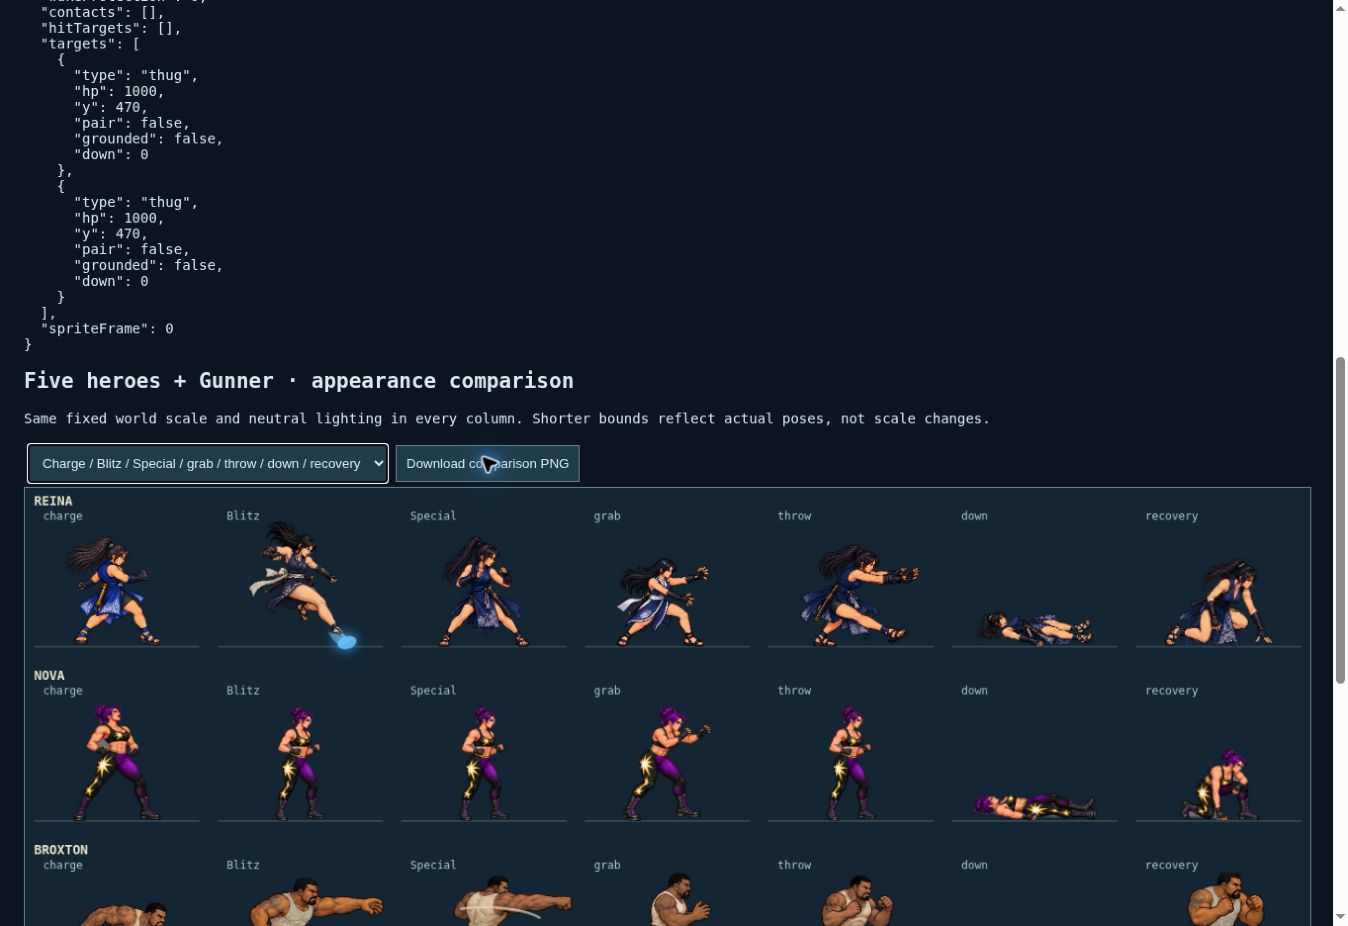 "contacts": [],
"hitTargets": [],
"targets": [
{
"type": "thug",
"hp": 1000,
"y": 470,
"pair": false,
"grounded": false,
"down": 0
},
{
"type": "thug",
"hp": 1000,
"y": 470,
"pair": false,
"grounded": false,
"down": 0
}
],
"spriteFrame": 0
}
Five heroes + Gunner · appearance comparison
Same fixed world scale and neutral lighting in every column. Shorter bounds reflect actual poses, not scale changes.
Charge / Blitz / Special / grab / throw / down / recovery Download comparison PNG
REINA
charge Blitz Special grab throw down recovery
NOVA
charge Blitz Special grab throw down recovery
BROXTON
charge Blitz Special grab throw down recovery